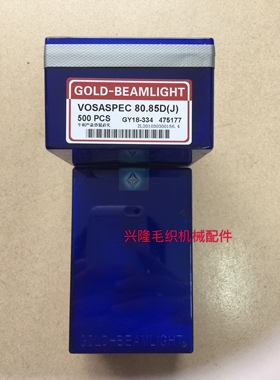 GOLD-BEAMLIGHT
VOSASPEC 80.85D(J)
500 PCS GY18-334 475177
兴隆毛织机械配件
GOLD-BEAMLIGHT